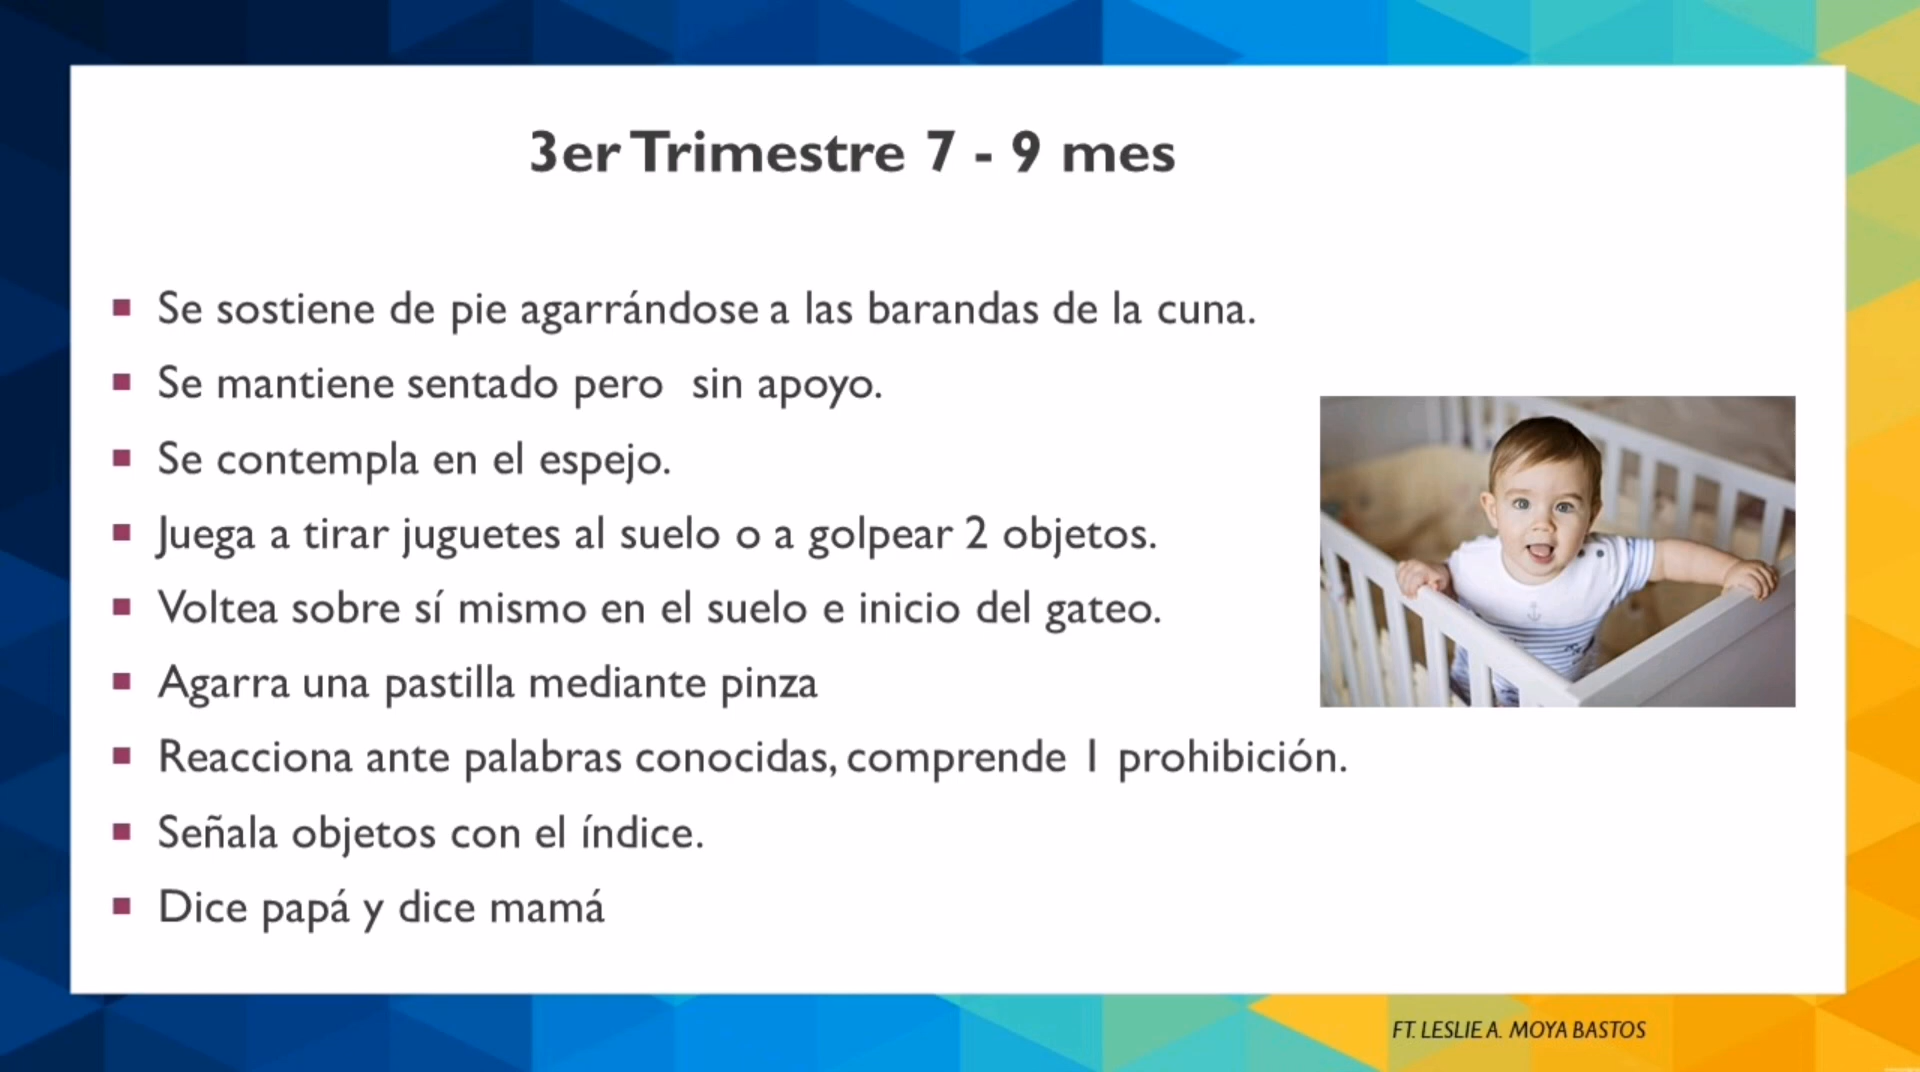 3er Trimestre 7 - 9 mes
Se sostiene de pie agarrándose a las barandas de la cuna.
Se mantiene sentado pero sin apoyo.
Se contempla en el espejo.
Juega a tirar juguetes al suelo o a golpear 2 objetos.
Voltea sobre sí mismo en el suelo e inicio del gateo.
Agarra una pastilla mediante pinza
Reacciona ante palabras conocidas, comprende 1 prohibición.
Señala objetos con el índice.
Dice papá y dice mamá
FT. LESLIE A. MOYA BASTOS